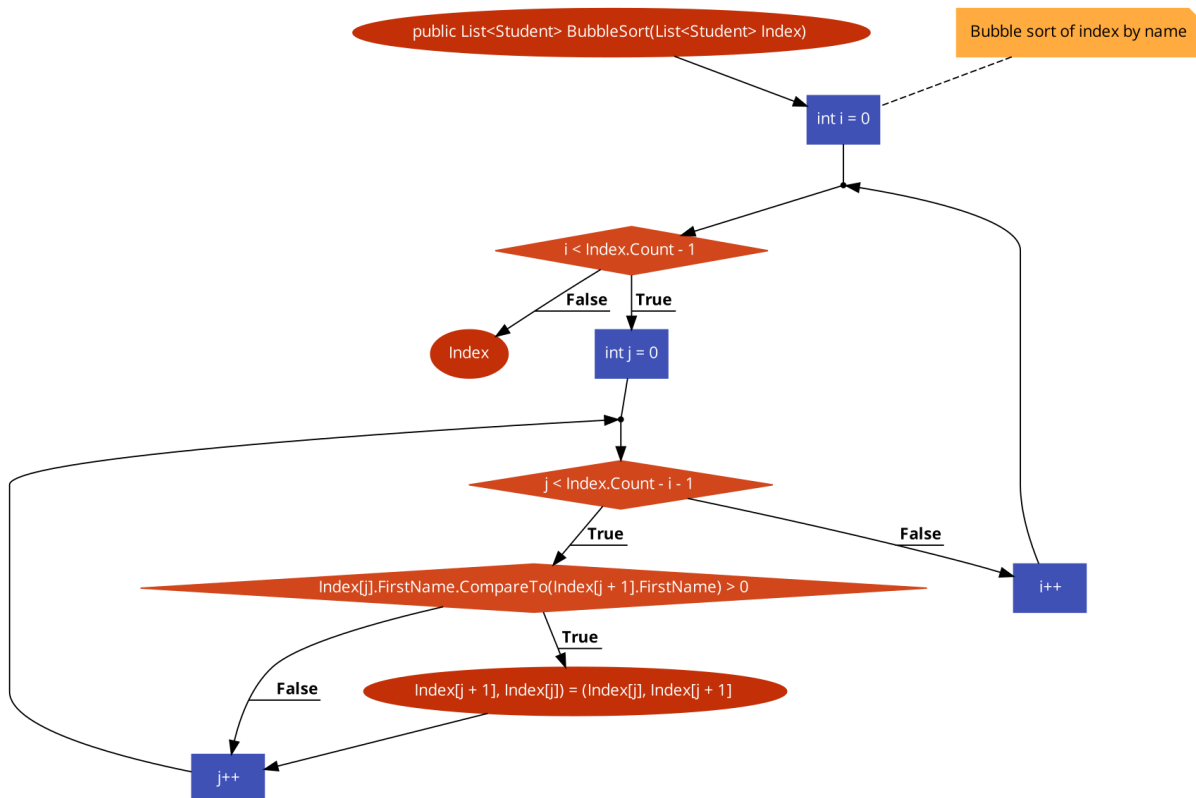 public List<Student> BubbleSort(List<Student> Index)
Bubble sort of index by name
int i = 0
i < Index.Count - 1
False
True
Index
int j = 0
j < Index.Count - i - 1
True
False
Index[j].FirstName.CompareTo(Index[j + 1].FirstName) > 0
i++
True
False
Index[j + 1], Index[j]) = (Index[j], Index[j + 1]
j++